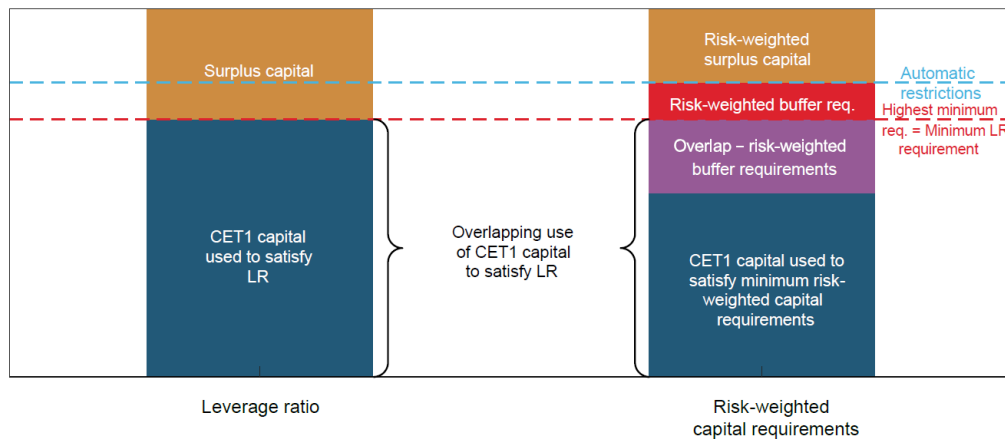 Surplus capital
CET1 capital
used to satisfy
LR
Overlapping use
of CET1 capital
to satisfy LR
Risk-weighted
surplus capital
Risk-weighted buffer req.
Overlap – risk-weighted
buffer requirements
CET1 capital used to
satisfy minimum risk-
weighted capital
requirements
Automatic
restrictions
Highest minimum
req. = Minimum LR
requirement
Leverage ratio
Risk-weighted
capital requirements